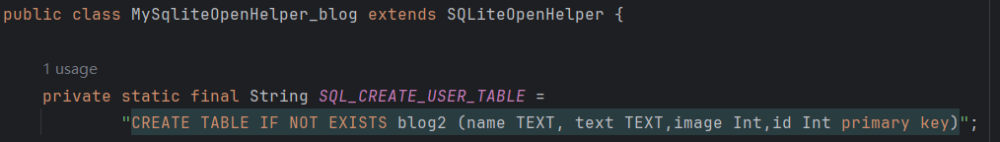 public class MySqliteOpenHelper_blog extends SQLiteOpenHelper {
1 usage
private static final String SQL_CREATE_USER_TABLE =
"CREATE TABLE IF NOT EXISTS blog2 (name TEXT, text TEXT,image Int,id Int primary key)";